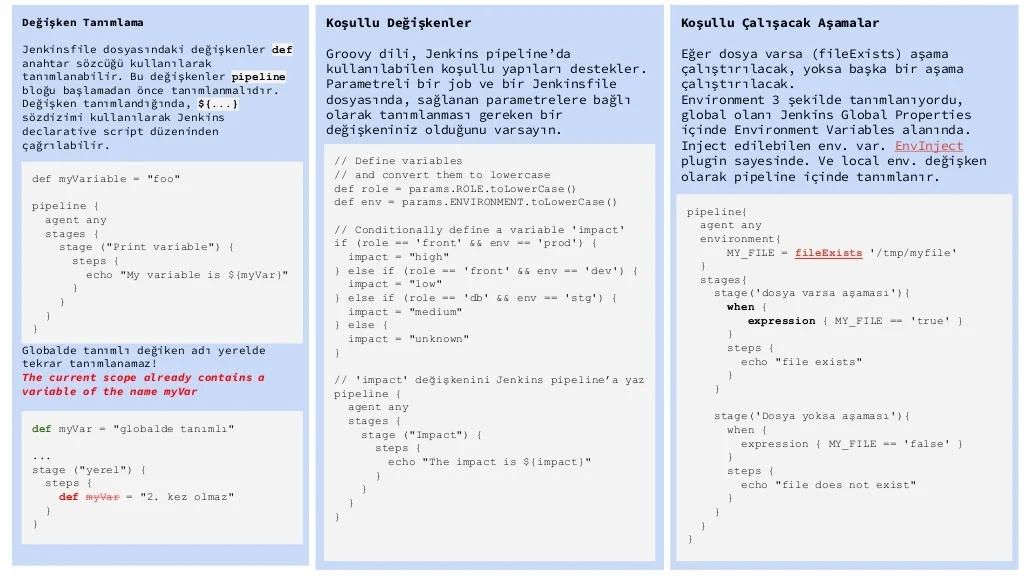 Değişken Tanımlama
Jenkinsfile dosyasındaki değişkenler def
anahtar sözcüğü kullanılarak
tanımlanabilir. Bu değişkenler pipeline
bloğu başlamadan önce tanımlanmalıdır.
Değişken tanımlandığında, ${...}
sözdizimi kullanılarak Jenkins
declarative script düzeninden
çağrılabilir.
def myVariable = "foo"
pipeline {
  agent any
  stages {
    stage ("Print variable") {
      steps {
        echo "My variable is ${myVar}"
      }
    }
  }
}
Globalde tanımlı değiken adı yerelde
tekrar tanımlanamaz!
The current scope already contains a
variable of the name myVar
def myVar = "globalde tanımlı"
...
stage ("yerel") {
  steps {
    def myVar = "2. kez olmaz"
  }
}
Koşullu Değişkenler
Groovy dili, Jenkins pipeline’da
kullanılabilen koşullu yapıları destekler.
Parametreli bir job ve bir Jenkinsfile
dosyasında, sağlanan parametrelere bağlı
olarak tanımlanması gereken bir
değişkeniniz olduğunu varsayın.
// Define variables
// and convert them to lowercase
def role = params.ROLE.toLowerCase()
def env = params.ENVIRONMENT.toLowerCase()
// Conditionally define a variable 'impact'
if (role == 'front' && env == 'prod') {
  impact = "high"
} else if (role == 'front' && env == 'dev') {
  impact = "low"
} else if (role == 'db' && env == 'stg') {
  impact = "medium"
} else {
  impact = "unknown"
}
// 'impact' değişkenini Jenkins pipeline’a yaz
pipeline {
  agent any
  stages {
    stage ("Impact") {
      steps {
        echo "The impact is ${impact}"
      }
    }
  }
}
Koşullu Çalışacak Aşamalar
Eğer dosya varsa (fileExists) aşama
çalıştırılacak, yoksa başka bir aşama
çalıştırılacak.
Environment 3 şekilde tanımlanıyordu,
global olanı Jenkins Global Properties
içinde Environment Variables alanında.
Inject edilebilen env. var. EnvInject
plugin sayesinde. Ve local env. değişken
olarak pipeline içinde tanımlanır.
pipeline{
  agent any
  environment{
      MY_FILE = fileExists '/tmp/myfile'
  }
  stages{
    stage('dosya varsa aşaması'){
      when {
         expression { MY_FILE == 'true' }
      }
      steps {
        echo "file exists"
      }
    }
    stage('Dosya yoksa aşaması'){
      when {
        expression { MY_FILE == 'false' }
      }
      steps {
        echo "file does not exist"
      }
    }
  }
}